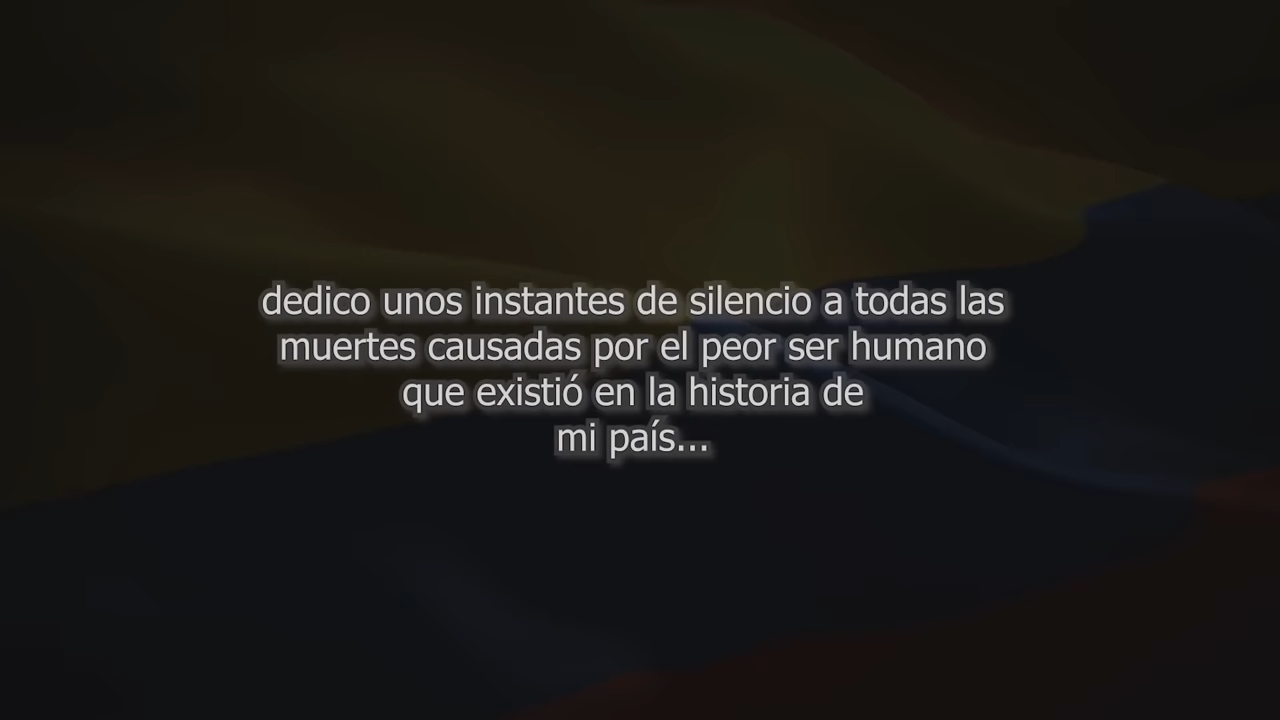 dedico unos instantes de silencio a todas las
muertes causadas por el peor ser humano
que existió en la historia de
mi país...